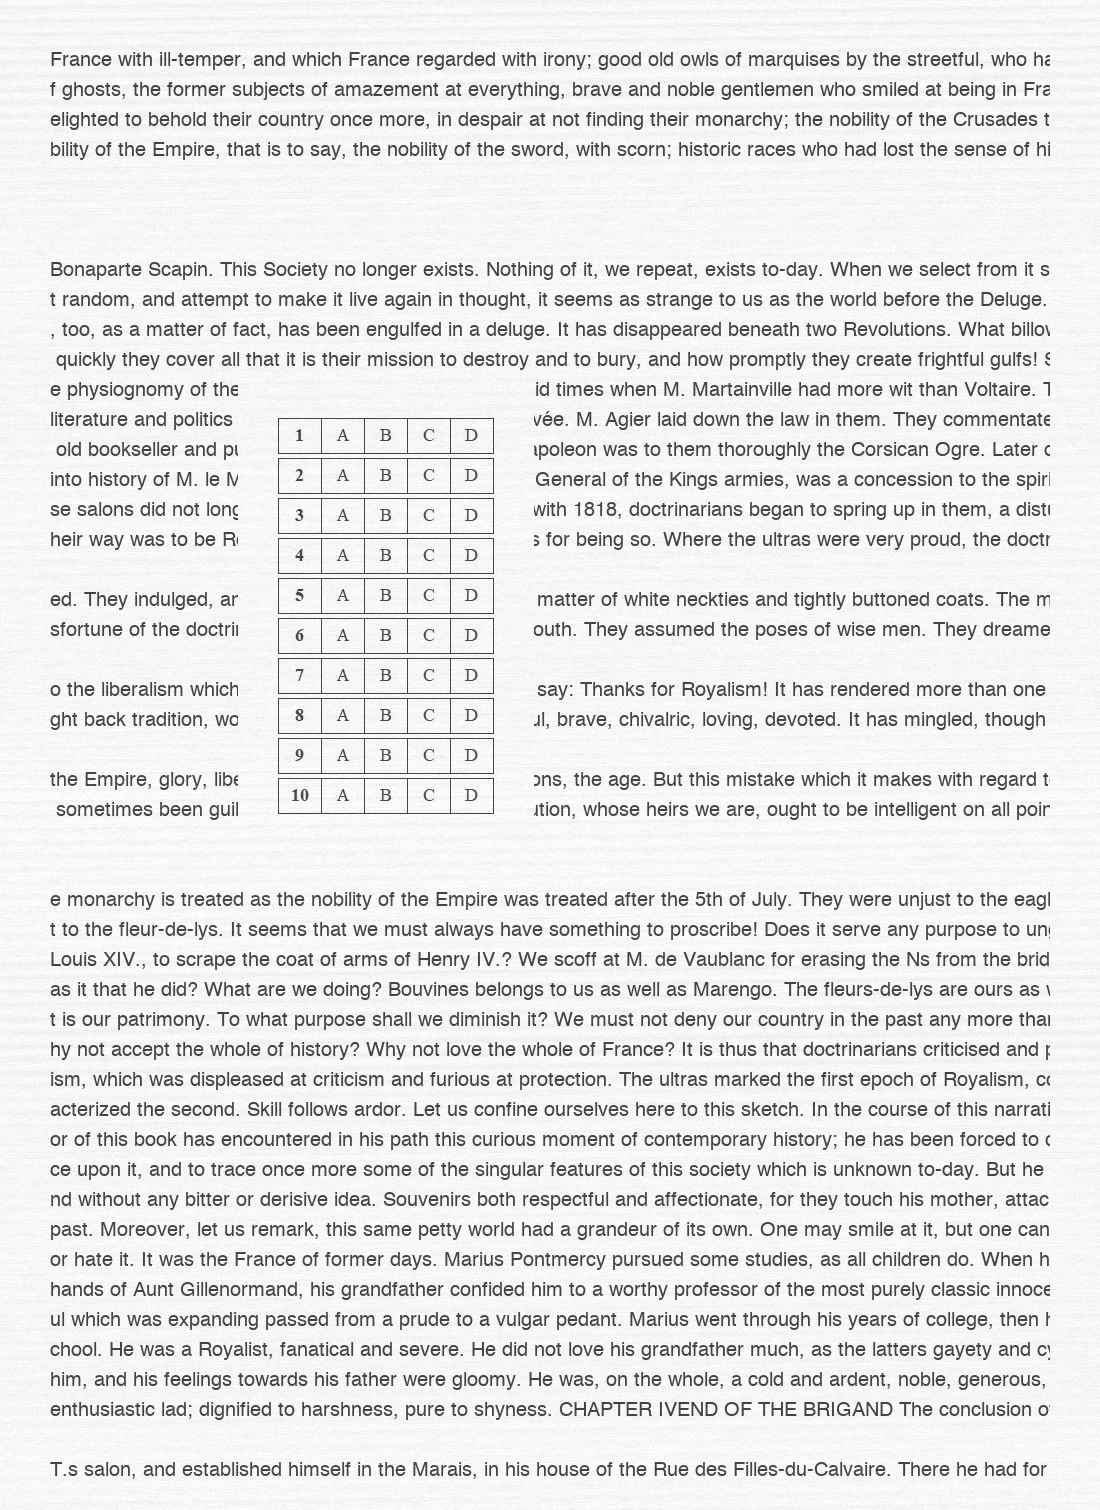 France with ill-temper, and which France regarded with irony; good old owls of marquises by the streetful, who ha
f ghosts, the former subjects of amazement at everything, brave and noble gentlemen who smiled at being in Fra
elighted to behold their country once more, in despair at not finding their monarchy; the nobility of the Crusades t
bility of the Empire, that is to say, the nobility of the sword, with scorn; historic races who had lost the sense of hi
Bonaparte Scapin. This Society no longer exists. Nothing of it, we repeat, exists to-day. When we select from it s
t random, and attempt to make it live again in thought, it seems as strange to us as the world before the Deluge.
, too, as a matter of fact, has been engulfed in a deluge. It has disappeared beneath two Revolutions. What billow
quickly they cover all that it is their mission to destroy and to bury, and how promptly they create frightful gulfs! S
e physiognomy of the
literature and politics
old bookseller and pu
into history of M. le M
se salons did not long
heir way was to be Ro
ed. They indulged, an
sfortune of the doctrin
o the liberalism which
ght back tradition, wo
the Empire, glory, libe
sometimes been guil
1 A B C D
2 A B C D
3 A B C D
4 A B C D
5 A B C D
6 A B C D
7 A B C D
8 A B C D
9 A B C D
10 A B C D
id times when M. Martainville had more wit than Voltaire. T
vée. M. Agier laid down the law in them. They commentate
apoleon was to them thoroughly the Corsican Ogre. Later o
General of the Kings armies, was a concession to the spiri
with 1818, doctrinarians began to spring up in them, a distu
s for being so. Where the ultras were very proud, the doctr
matter of white neckties and tightly buttoned coats. The m
outh. They assumed the poses of wise men. They dreame
say: Thanks for Royalism! It has rendered more than one
ul, brave, chivalric, loving, devoted. It has mingled, though
ons, the age. But this mistake which it makes with regard to
ution, whose heirs we are, ought to be intelligent on all poin
e monarchy is treated as the nobility of the Empire was treated after the 5th of July. They were unjust to the eagl
t to the fleur-de-lys. It seems that we must always have something to proscribe! Does it serve any purpose to ung
Louis XIV., to scrape the coat of arms of Henry IV.? We scoff at M. de Vaublanc for erasing the Ns from the brid
as it that he did? What are we doing? Bouvines belongs to us as well as Marengo. The fleurs-de-lys are ours as w
t is our patrimony. To what purpose shall we diminish it? We must not deny our country in the past any more than
hy not accept the whole of history? Why not love the whole of France? It is thus that doctrinarians criticised and p
ism, which was displeased at criticism and furious at protection. The ultras marked the first epoch of Royalism, co
acterized the second. Skill follows ardor. Let us confine ourselves here to this sketch. In the course of this narrati
or of this book has encountered in his path this curious moment of contemporary history; he has been forced to c
ce upon it, and to trace once more some of the singular features of this society which is unknown to-day. But he
nd without any bitter or derisive idea. Souvenirs both respectful and affectionate, for they touch his mother, attac
past. Moreover, let us remark, this same petty world had a grandeur of its own. One may smile at it, but one can
or hate it. It was the France of former days. Marius Pontmercy pursued some studies, as all children do. When h
hands of Aunt Gillenormand, his grandfather confided him to a worthy professor of the most purely classic innoce
ul which was expanding passed from a prude to a vulgar pedant. Marius went through his years of college, then h
chool. He was a Royalist, fanatical and severe. He did not love his grandfather much, as the latters gayety and cy
him, and his feelings towards his father were gloomy. He was, on the whole, a cold and ardent, noble, generous,
enthusiastic lad; dignified to harshness, pure to shyness. CHAPTER IVEND OF THE BRIGAND The conclusion of
T.s salon, and established himself in the Marais, in his house of the Rue des Filles-du-Calvaire. There he had for